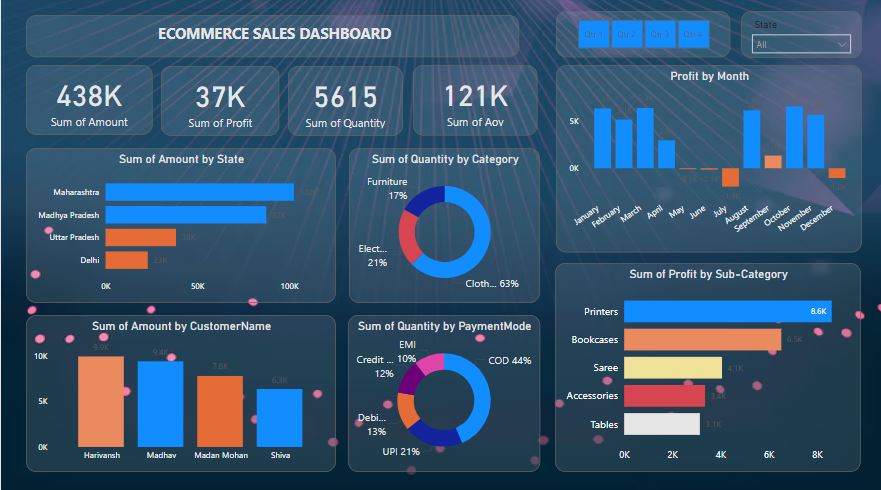 ECOMMERCE SALES DASHBOARD
Qtr 1 Qtr 2 Qtr 3 Qtr 4
State
All
438K
Sum of Amount
37K
Sum of Profit
5615
Sum of Quantity
121K
Sum of Aov
Profit by Month
5K
0K
January
February
March
April
May
June
July
August
September
October
November
December
Sum of Amount by State
Maharashtra
Madhya Pradesh
Uttar Pradesh 38K
Delhi 23K
0K 50K 100K
Sum of Quantity by Category
Furniture
17%
Elect...
21%
Cloth... 63%
Sum of Profit by Sub-Category
Printers 8.6K
Bookcases 6.5K
Saree 4.1K
Accessories 3.4K
Tables 3.1K
0K 2K 4K 6K 8K
Sum of Amount by CustomerName
10K
5K
0K
9.9K
9.4K
7.8K
6.3K
Harivansh Madhav Madan Mohan Shiva
Sum of Quantity by PaymentMode
EMI
10%
Credit ...
12%
Debi...
13%
UPI 21%
COD 44%